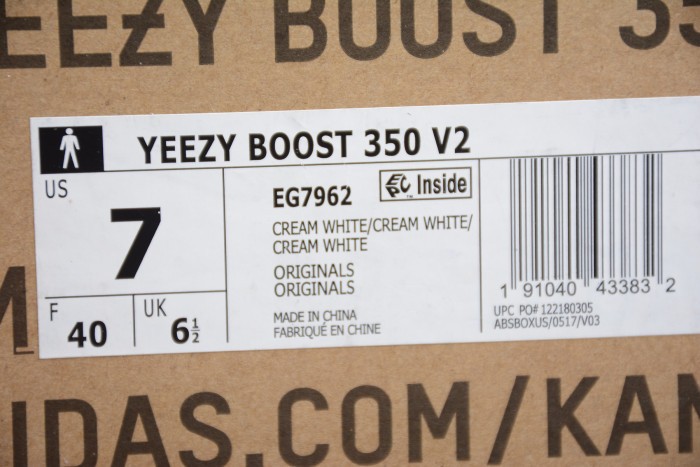 EEZY BOOST 35
YEEZY BOOST 350 V2
US
7
F
40
UK
6½
EG7962
EPC Inside
CREAM WHITE/CREAM WHITE/
CREAM WHITE
ORIGINALS
ORIGINALS
MADE IN CHINA
FABRIQUÉ EN CHINE
1 91040 43383 2
UPC PO# 122180305
ABSBOXUS/0517/V03
M
IDAS.COM/KAN